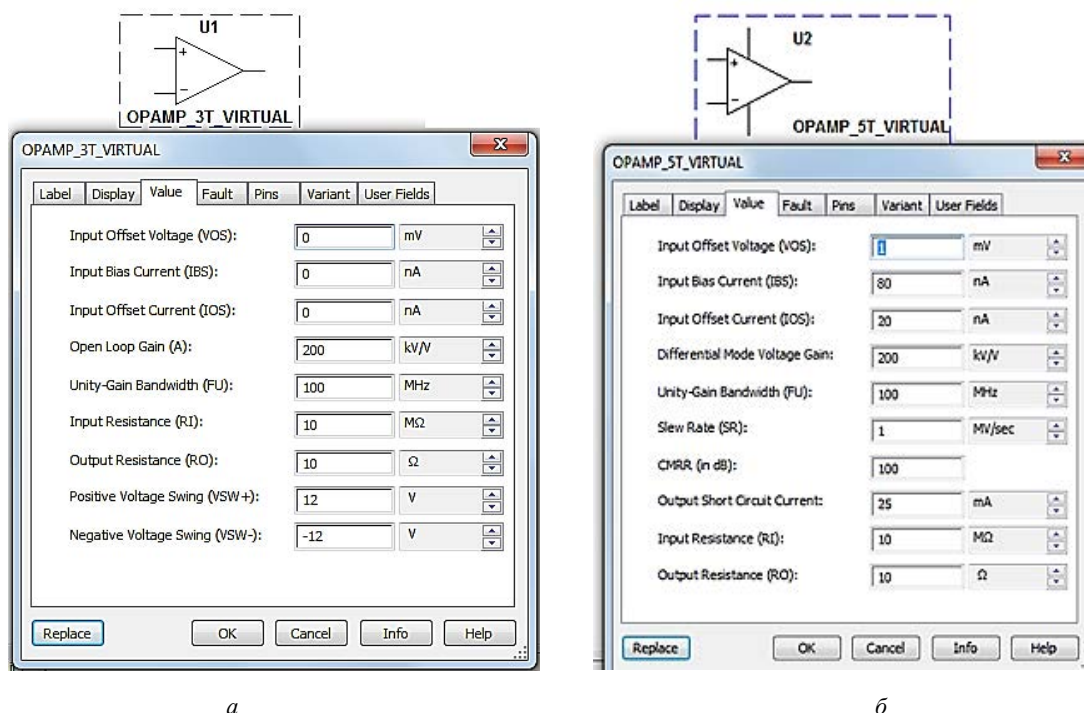 U1
+
−
OPAMP_3T_VIRTUAL
OPAMP_3T_VIRTUAL
Label Display Value Fault Pins Variant User Fields
Input Offset Voltage (VOS): 0 mV
Input Bias Current (IBS): 0 nA
Input Offset Current (IOS): 0 nA
Open Loop Gain (A): 200 kV/V
Unity-Gain Bandwidth (FU): 100 MHz
Input Resistance (RI): 10 MΩ
Output Resistance (RO): 10 Ω
Positive Voltage Swing (VSW+): 12 V
Negative Voltage Swing (VSW-): -12 V
Replace OK Cancel Info Help
а
U2
+
−
OPAMP_5T_VIRTUAL
OPAMP_5T_VIRTUAL
Label Display Value Fault Pins Variant User Fields
Input Offset Voltage (VOS): 1 mV
Input Bias Current (IBS): 80 nA
Input Offset Current (IOS): 20 nA
Differential Mode Voltage Gain: 200 kV/V
Unity-Gain Bandwidth (FU): 100 MHz
Slew Rate (SR): 1 MV/sec
CMRR (in dB): 100
Output Short Circuit Current: 25 mA
Input Resistance (RI): 10 MΩ
Output Resistance (RO): 10 Ω
Replace OK Cancel Info Help
б